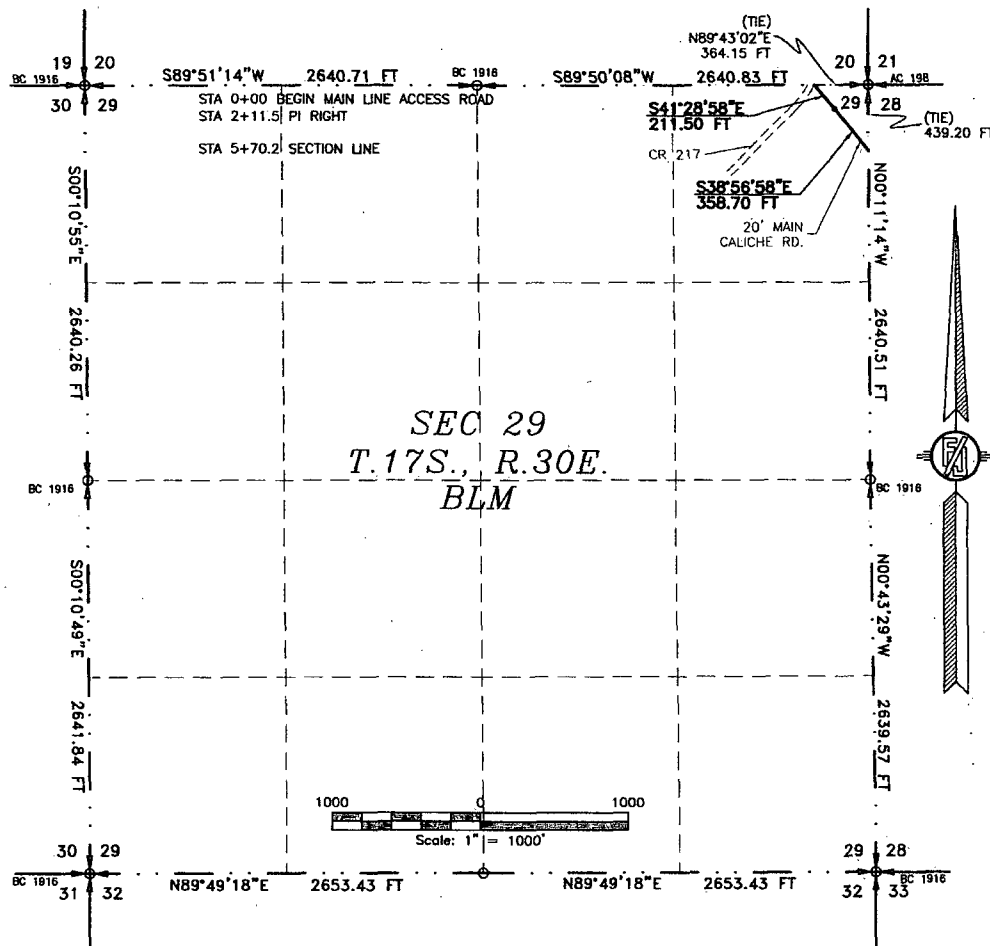 (TIE)
N89°43'02"E
364.15 FT
19 20
BC 1916
30 29
S89°51'14"W 2640.71 FT
BC 1916
S89°50'08"W 2640.83 FT
20 21
AC 198
29 28
STA 0+00 BEGIN MAIN LINE ACCESS ROAD
STA 2+11.5 PI RIGHT
STA 5+70.2 SECTION LINE
S41°28'58"E
211.50 FT
(TIE)
439.20 FT
CR 217
S38°56'58"E
358.70 FT
20' MAIN
CALICHE RD.
S00°10'55"E 2640.26 FT
N00°11'14"W 2640.51 FT
SEC 29
T.17S., R.30E.
BLM
BC 1916
BC 1916
S00°10'49"E 2641.84 FT
N00°43'29"W 2639.57 FT
1000 0 1000
Scale: 1" = 1000'
30 29
BC 1916
31 32
N89°49'18"E 2653.43 FT
N89°49'18"E 2653.43 FT
29 28
BC 1916
32 33